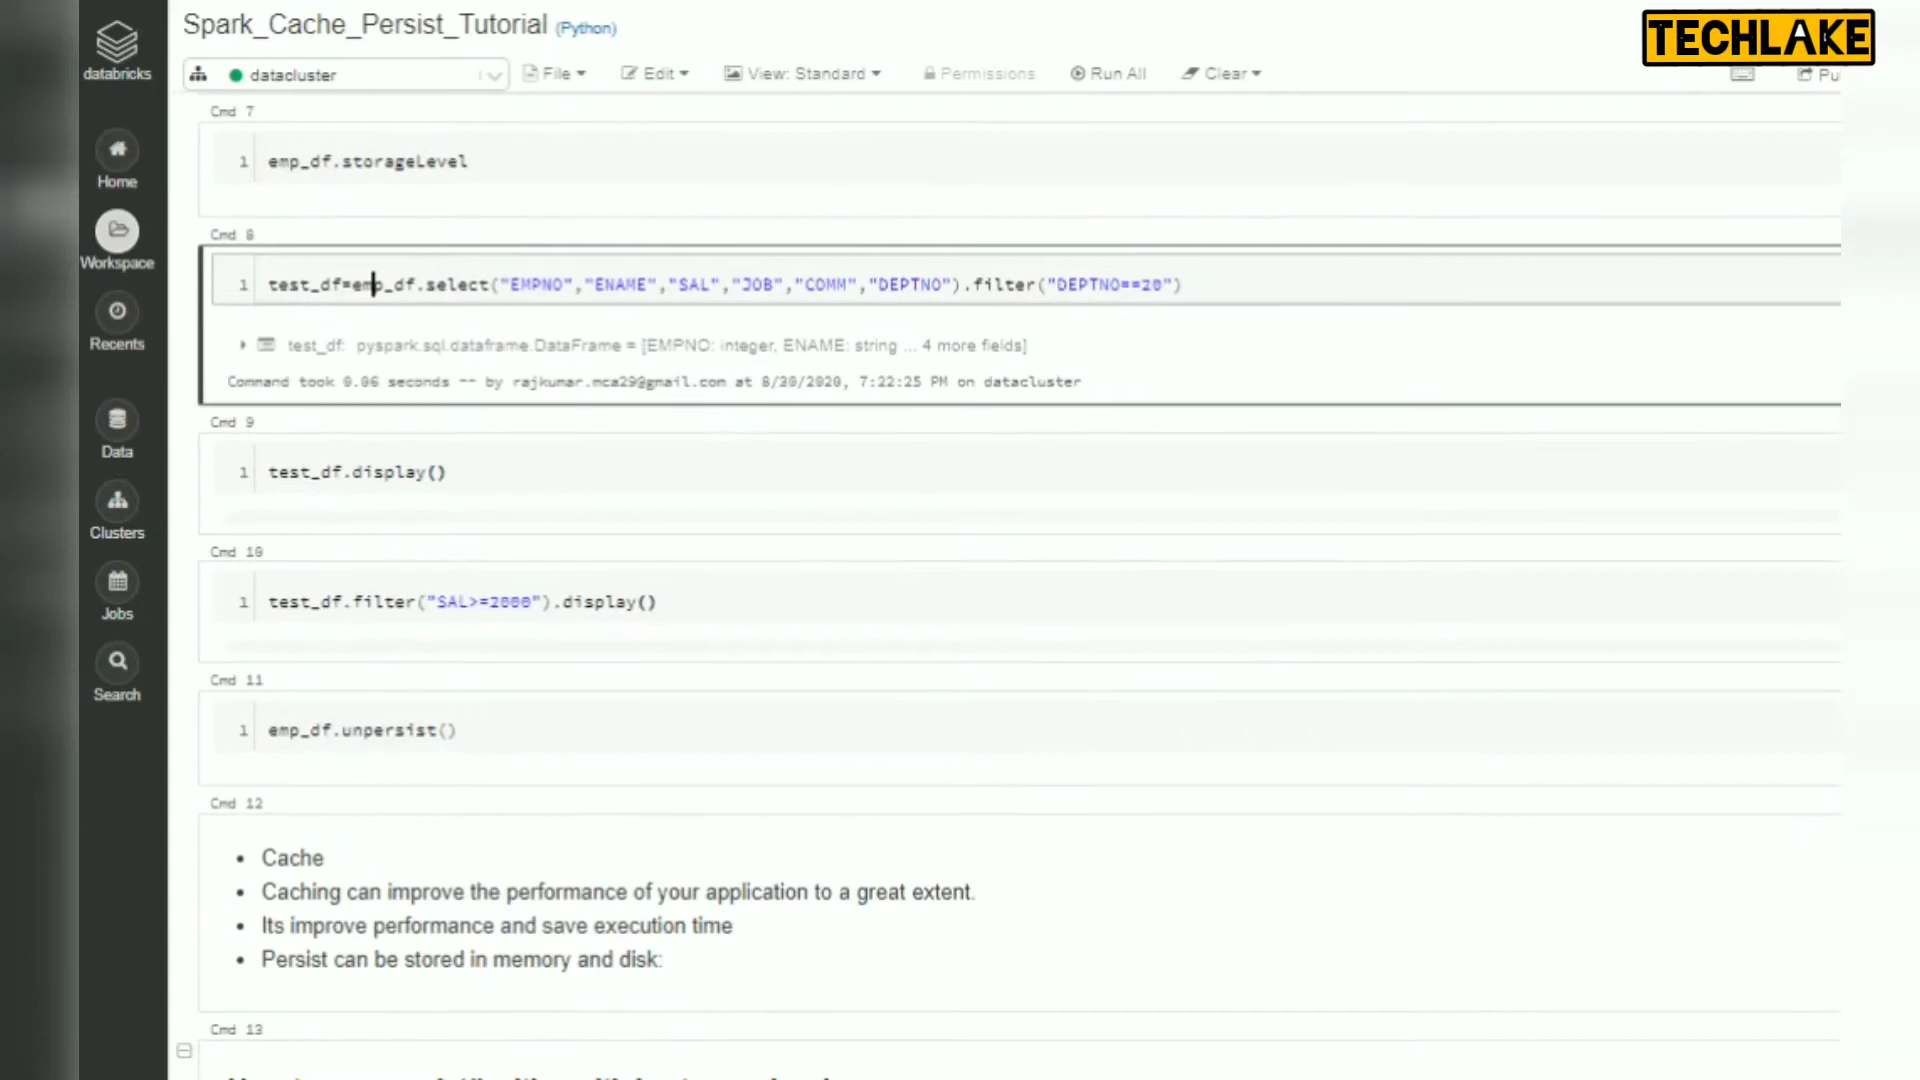 Spark_Cache_Persist_Tutorial (Python)
TECHLAKE
databricks
datacluster
File
Edit
View: Standard
Permissions
Run All
Clear
Pu
Home
Workspace
Recents
Data
Clusters
Jobs
Search
Cmd 7
1 emp_df.storageLevel
Cmd 8
1 test_df=emp_df.select("EMPNO","ENAME","SAL","JOB","COMM","DEPTNO").filter("DEPTNO==20")
test_df: pyspark.sql.dataframe.DataFrame = [EMPNO: integer, ENAME: string ... 4 more fields]
Command took 0.06 seconds -- by rajkumar.mca29@gmail.com at 8/30/2020, 7:22:25 PM on datacluster
Cmd 9
1 test_df.display()
Cmd 10
1 test_df.filter("SAL>=2000").display()
Cmd 11
1 emp_df.unpersist()
Cmd 12
• Cache
• Caching can improve the performance of your application to a great extent.
• Its improve performance and save execution time
• Persist can be stored in memory and disk:
Cmd 13